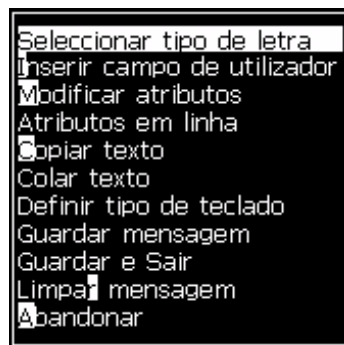 Seleccionar tipo de letra
Inserir campo de utilizador
Modificar atributos
Atributos em linha
Copiar texto
Colar texto
Definir tipo de teclado
Guardar mensagem
Guardar e Sair
Limpar mensagem
Abandonar